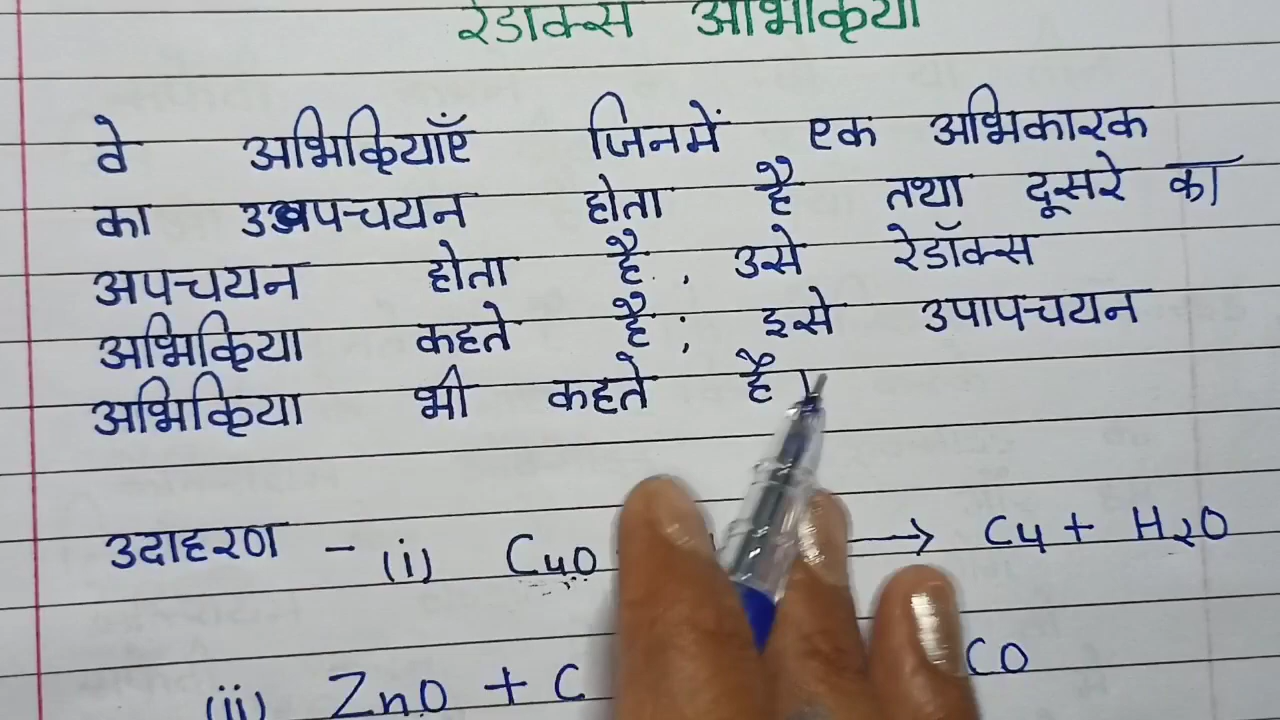 रेडॉक्स अभिक्रिया
वे अभिक्रियाएँ जिनमें एक अभिकारक
का उपचयन होता है तथा दूसरे का
अपचयन होता है, उसे रेडॉक्स
अभिक्रिया कहते है; इसे उपापचयन
अभिक्रिया भी कहते है।
उदाहरण - (i) CuO → Cu + H2O
(ii) ZnO + C CO